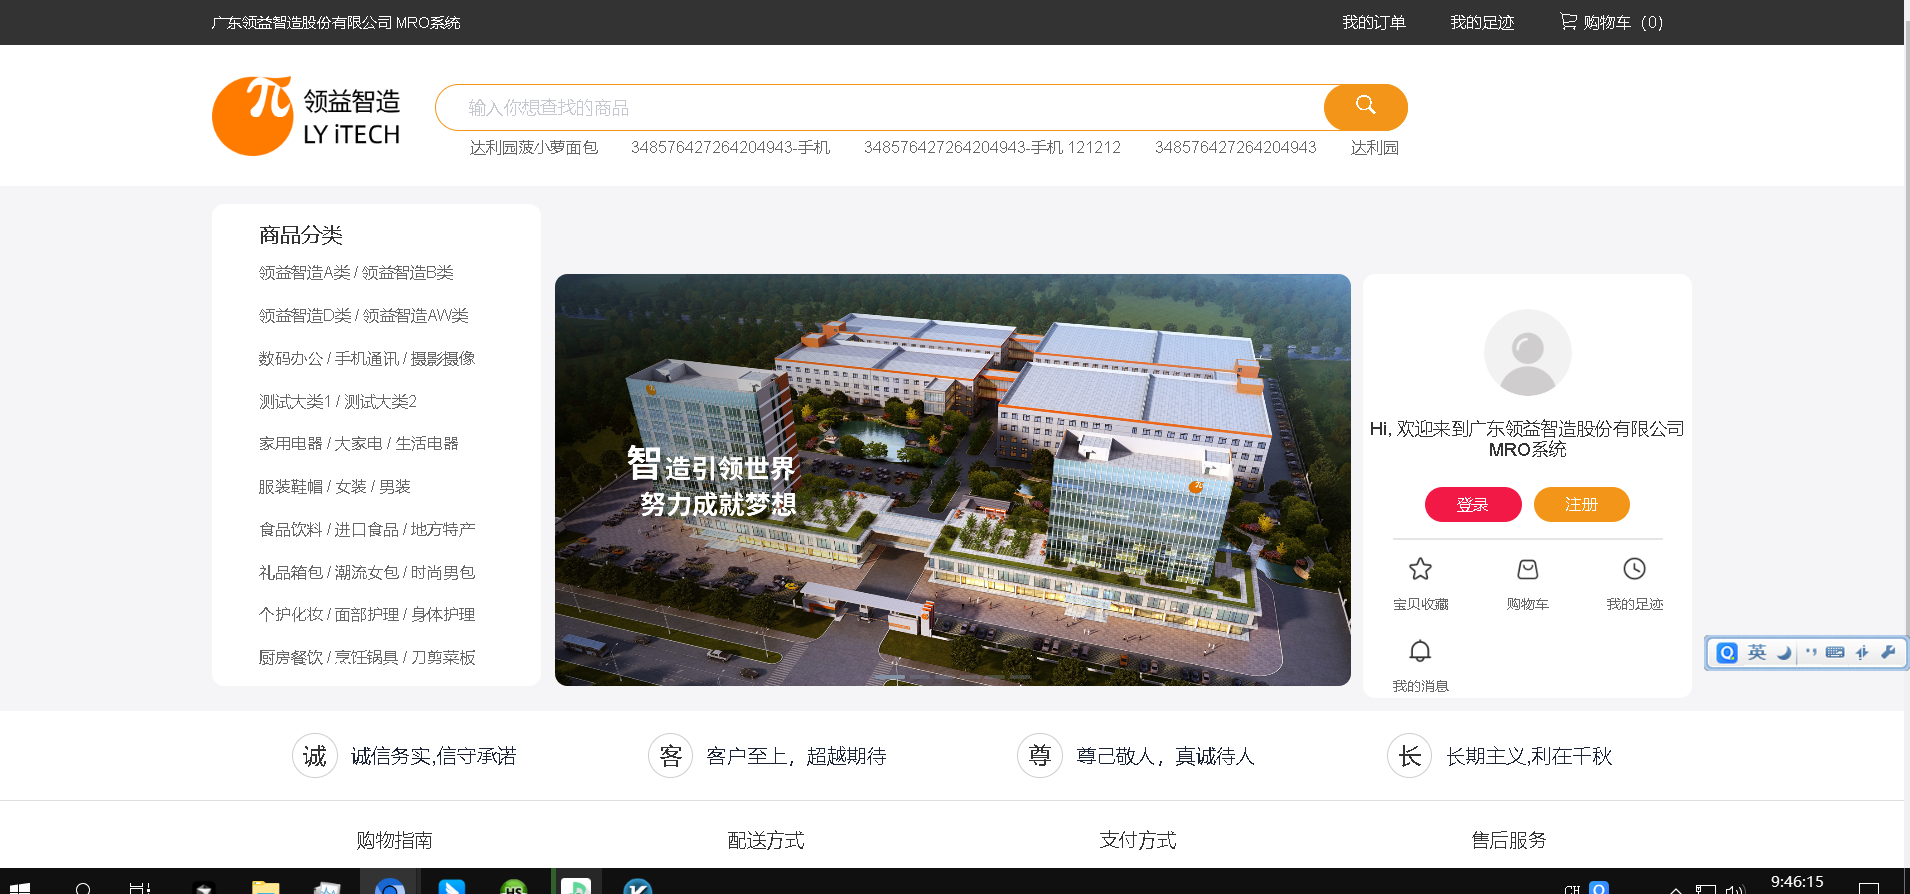 广东领益智造股份有限公司 MRO系统
我的订单
我的足迹
购物车（0）
领益智造
LY iTECH
输入你想查找的商品
达利园菠小萝面包
348576427264204943-手机
348576427264204943-手机 121212
348576427264204943
达利园
商品分类
领益智造A类 / 领益智造B类
领益智造D类 / 领益智造AW类
数码办公 / 手机通讯 / 摄影摄像
测试大类1 / 测试大类2
家用电器 / 大家电 / 生活电器
服装鞋帽 / 女装 / 男装
食品饮料 / 进口食品 / 地方特产
礼品箱包 / 潮流女包 / 时尚男包
个护化妆 / 面部护理 / 身体护理
厨房餐饮 / 烹饪锅具 / 刀剪菜板
智造引领世界
努力成就梦想
Hi, 欢迎来到广东领益智造股份有限公司
MRO系统
登录
注册
宝贝收藏
购物车
我的足迹
我的消息
英
诚
诚信务实,信守承诺
客
客户至上，超越期待
尊
尊己敬人，真诚待人
长
长期主义,利在千秋
购物指南
配送方式
支付方式
售后服务
CH
9:46:15